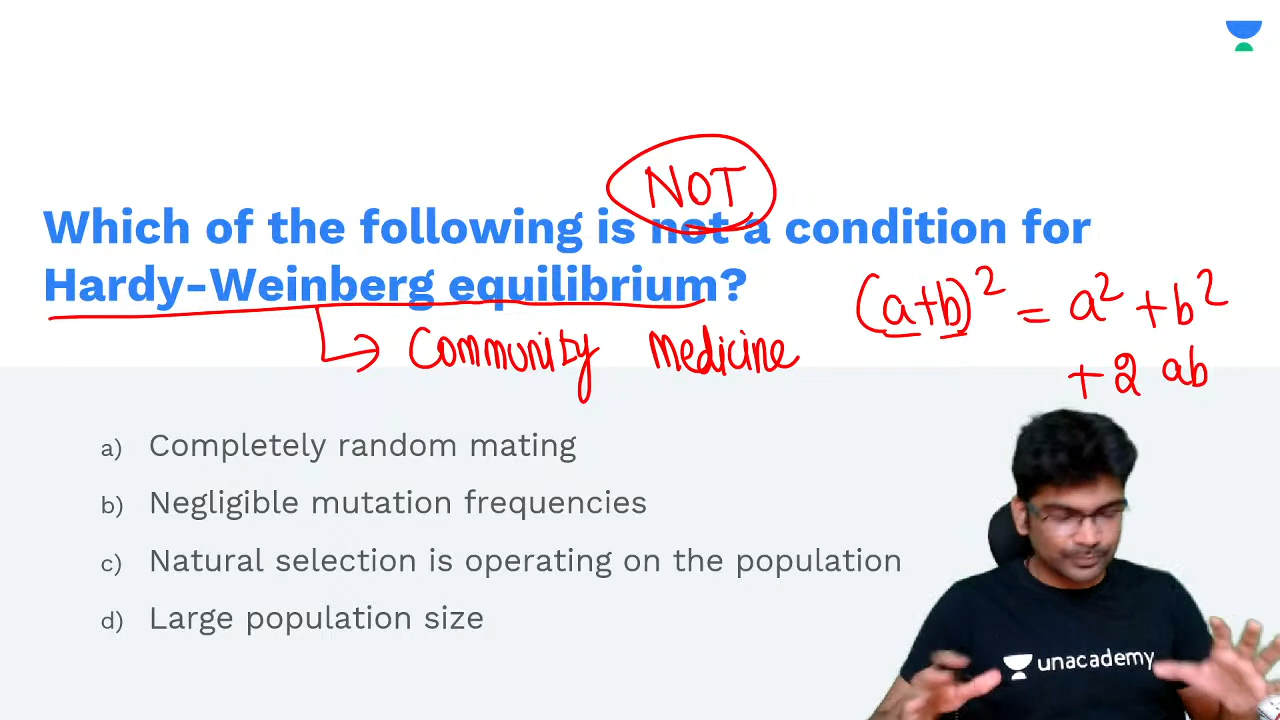 NOT
Which of the following is not a condition for
Hardy-Weinberg equilibrium?
(a+b)² = a² + b²
+ 2 ab
Community Medicine
a) Completely random mating
b) Negligible mutation frequencies
c) Natural selection is operating on the population
d) Large population size
unacademy